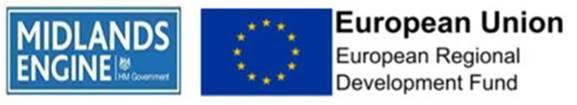 MIDLANDS
ENGINE
HM Government
European Union
European Regional
Development Fund